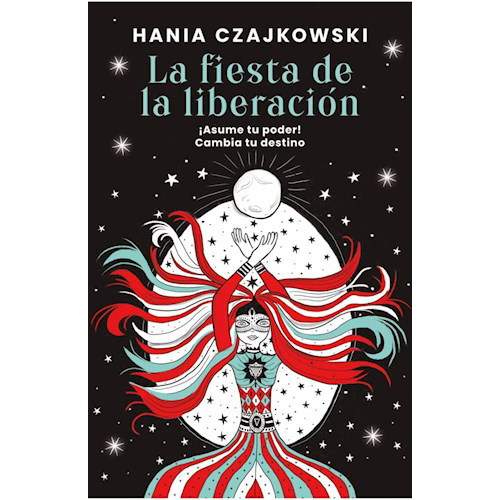 HANIA CZAJKOWSKI
La fiesta de
la liberación
¡Asume tu poder!
Cambia tu destino